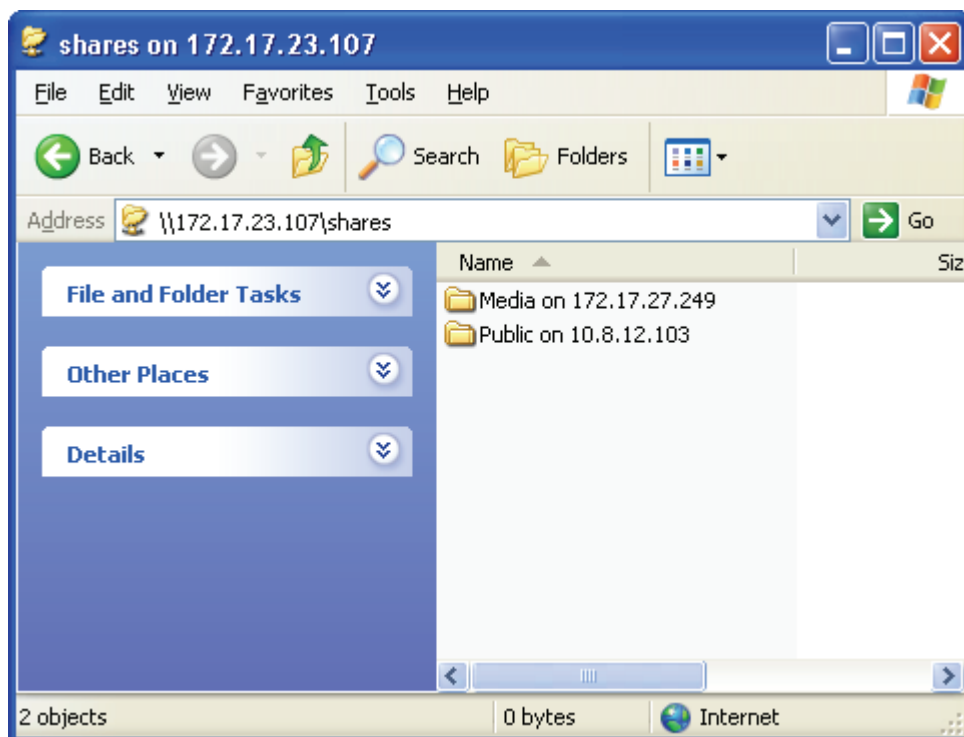 shares on 172.17.23.107
File Edit View Favorites Tools Help
Back Search Folders
Address \\172.17.23.107\shares Go
Name Siz
File and Folder Tasks
Media on 172.17.27.249
Public on 10.8.12.103
Other Places
Details
2 objects 0 bytes Internet